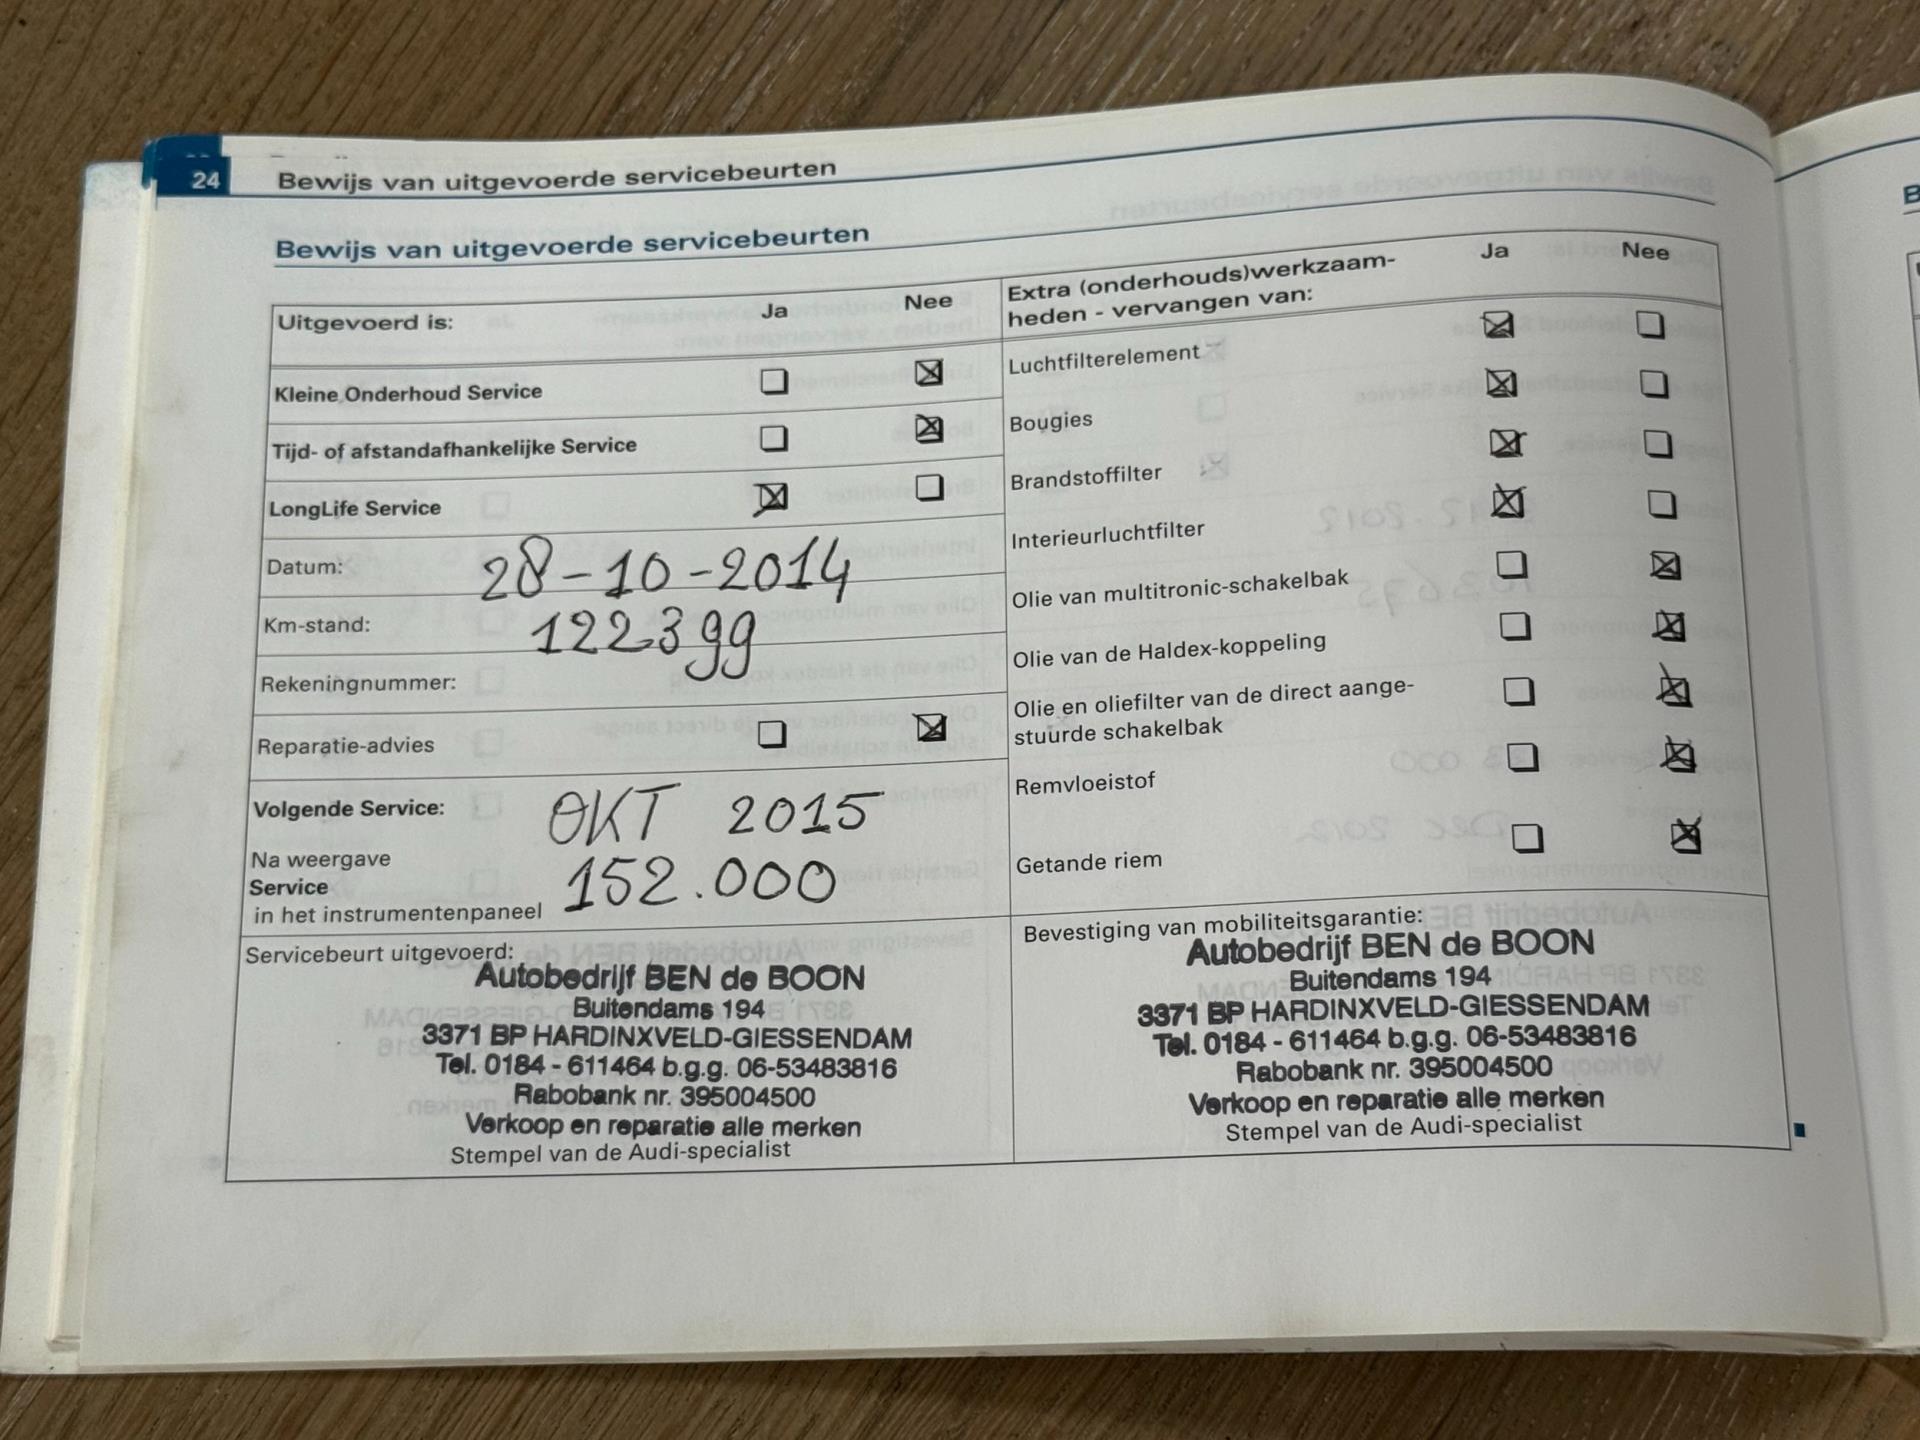 24 Bewijs van uitgevoerde servicebeurten
Bewijs van uitgevoerde servicebeurten
Uitgevoerd is: Ja Nee
Kleine Onderhoud Service
Tijd- of afstandafhankelijke Service
LongLife Service
Datum: 28-10-2014
Km-stand: 122399
Rekeningnummer:
Reparatie-advies
Volgende Service: OKT 2015
Na weergave
Service
in het instrumentenpaneel 152.000
Servicebeurt uitgevoerd:
Autobedrijf BEN de BOON
Buitendams 194
3371 BP HARDINXVELD-GIESSENDAM
Tel. 0184 - 611464 b.g.g. 06-53483816
Rabobank nr. 395004500
Verkoop en reparatie alle merken
Stempel van de Audi-specialist
Extra (onderhouds)werkzaam-
heden - vervangen van: Ja Nee
Luchtfilterelement
Bougies
Brandstoffilter
Interieurluchtfilter
Olie van multitronic-schakelbak
Olie van de Haldex-koppeling
Olie en oliefilter van de direct aange-
stuurde schakelbak
Remvloeistof
Getande riem
Bevestiging van mobiliteitsgarantie:
Autobedrijf BEN de BOON
Buitendams 194
3371 BP HARDINXVELD-GIESSENDAM
Tel. 0184 - 611464 b.g.g. 06-53483816
Rabobank nr. 395004500
Verkoop en reparatie alle merken
Stempel van de Audi-specialist